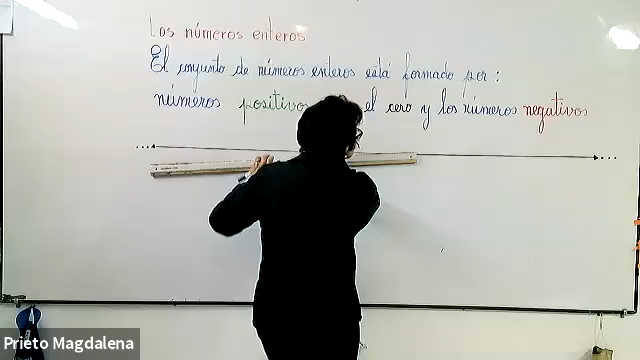 Los números enteros
El conjunto de números enteros está formado por :
números positivos el cero y los números negativos
Prieto Magdalena